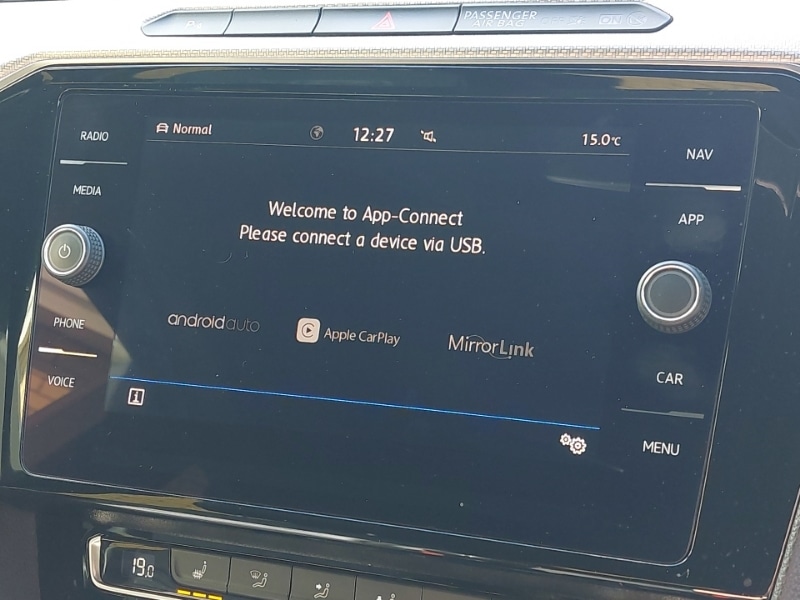 PASSENGER
AIR BAG OFF ON
RADIO
Normal
12:27
15.0°C
NAV
MEDIA
APP
Welcome to App-Connect
Please connect a device via USB.
PHONE
androidauto
Apple CarPlay
MirrorLink
VOICE
CAR
MENU
19.0